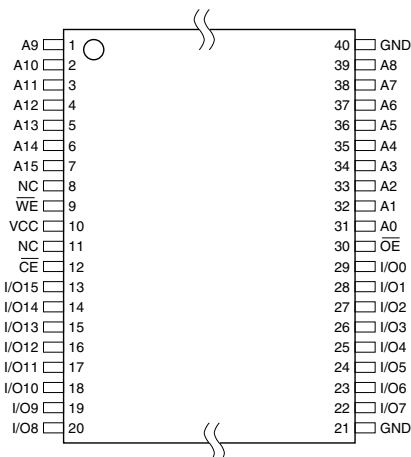 A9 1 40 GND
A10 2 39 A8
A11 3 38 A7
A12 4 37 A6
A13 5 36 A5
A14 6 35 A4
A15 7 34 A3
NC 8 33 A2
W̅E̅ 9 32 A1
VCC 10 31 A0
NC 11 30 O̅E̅
C̅E̅ 12 29 I/O0
I/O15 13 28 I/O1
I/O14 14 27 I/O2
I/O13 15 26 I/O3
I/O12 16 25 I/O4
I/O11 17 24 I/O5
I/O10 18 23 I/O6
I/O9 19 22 I/O7
I/O8 20 21 GND